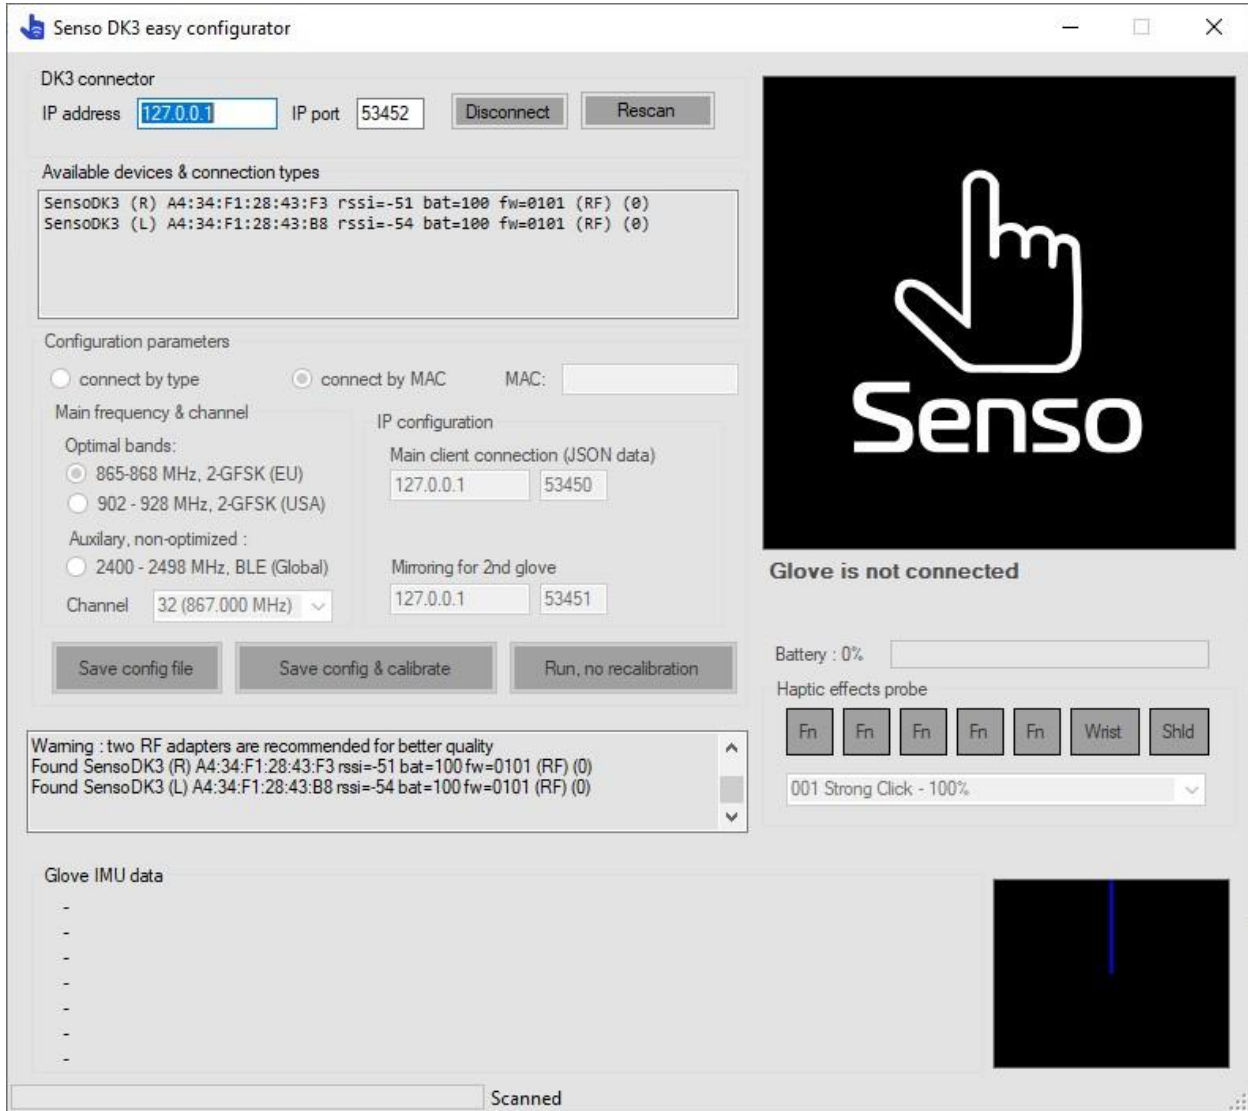 Senso DK3 easy configurator
DK3 connector
IP address 127.0.0.1 IP port 53452 Disconnect Rescan
Available devices & connection types
SensoDK3 (R) A4:34:F1:28:43:F3 rssi=-51 bat=100 fw=0101 (RF) (0)
SensoDK3 (L) A4:34:F1:28:43:B8 rssi=-54 bat=100 fw=0101 (RF) (0)
Configuration parameters
connect by type connect by MAC MAC:
Main frequency & channel
Optimal bands:
865-868 MHz, 2-GFSK (EU)
902 - 928 MHz, 2-GFSK (USA)
Auxilary, non-optimized :
2400 - 2498 MHz, BLE (Global)
Channel 32 (867.000 MHz)
IP configuration
Main client connection (JSON data)
127.0.0.1 53450
Mirroring for 2nd glove
127.0.0.1 53451
Save config file Save config & calibrate Run, no recalibration
Warning : two RF adapters are recommended for better quality
Found SensoDK3 (R) A4:34:F1:28:43:F3 rssi=-51 bat=100 fw=0101 (RF) (0)
Found SensoDK3 (L) A4:34:F1:28:43:B8 rssi=-54 bat=100 fw=0101 (RF) (0)
Senso
Glove is not connected
Battery : 0%
Haptic effects probe
Fn Fn Fn Fn Fn Wrist Shld
001 Strong Click - 100%
Glove IMU data
-
-
-
-
-
-
-
Scanned